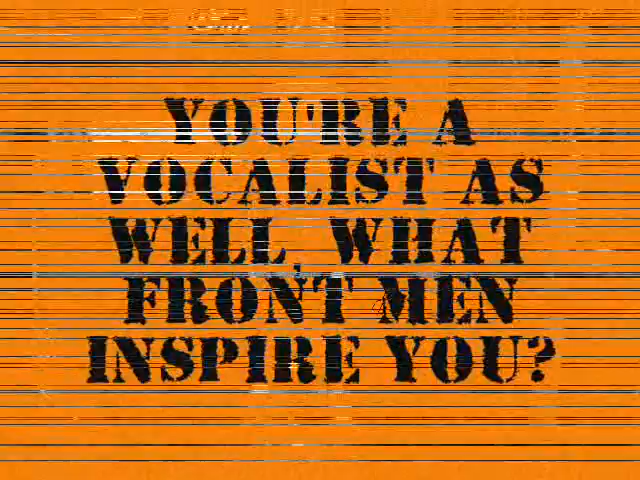 YOU'RE A
VOCALIST AS
WELL, WHAT
FRONT MEN
INSPIRE YOU?